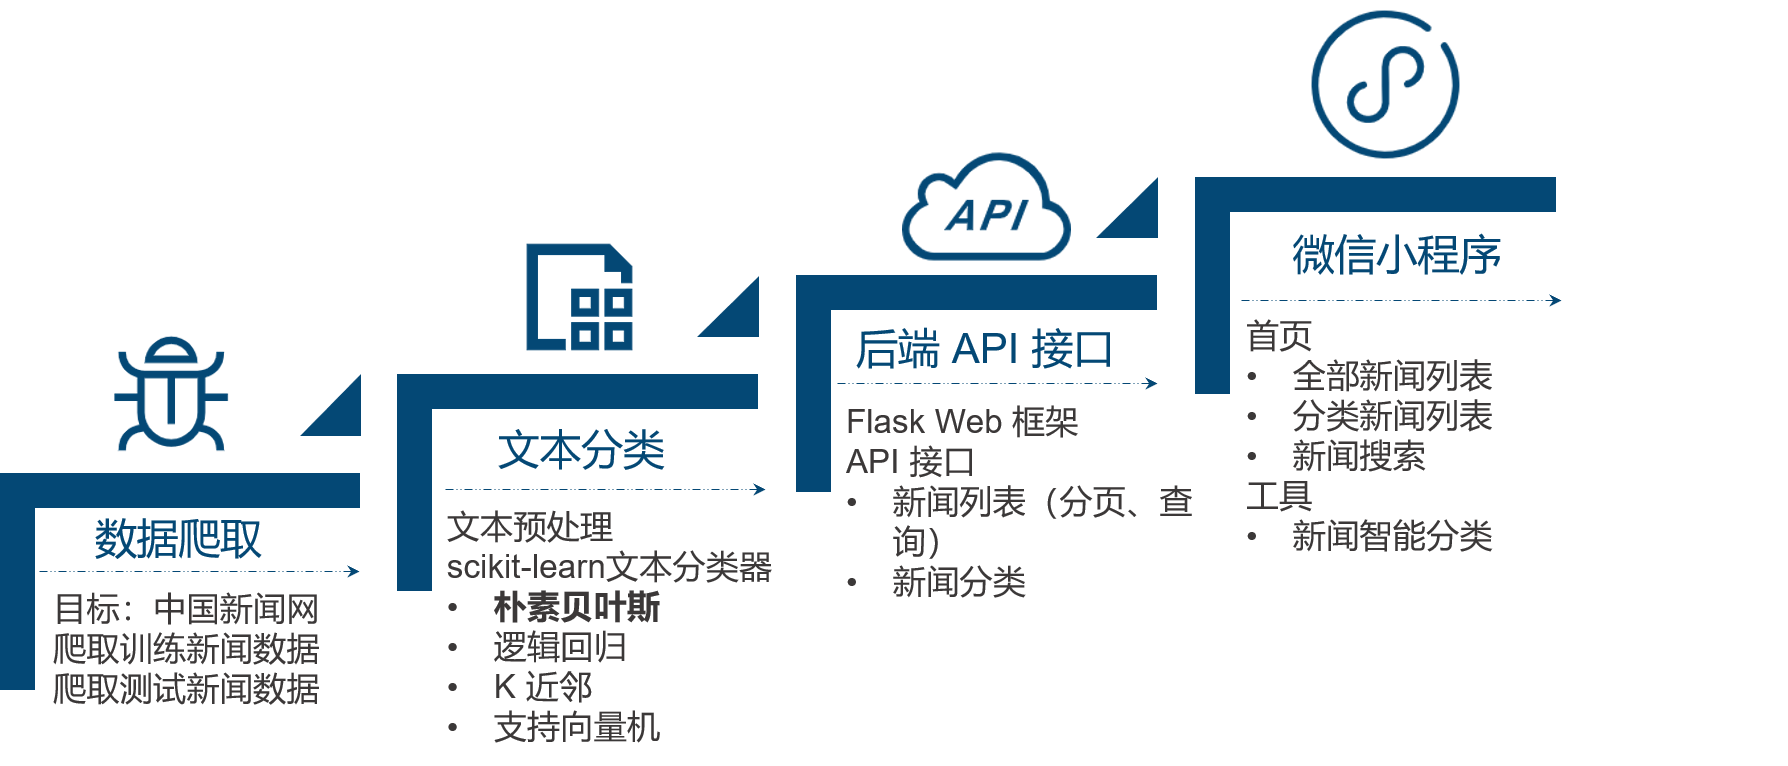 数据爬取
目标：中国新闻网
爬取训练新闻数据
爬取测试新闻数据
文本分类
文本预处理
scikit-learn文本分类器
• 朴素贝叶斯
• 逻辑回归
• K 近邻
• 支持向量机
API
后端 API 接口
Flask Web 框架
API 接口
• 新闻列表（分页、查
询）
• 新闻分类
微信小程序
首页
• 全部新闻列表
• 分类新闻列表
• 新闻搜索
工具
• 新闻智能分类